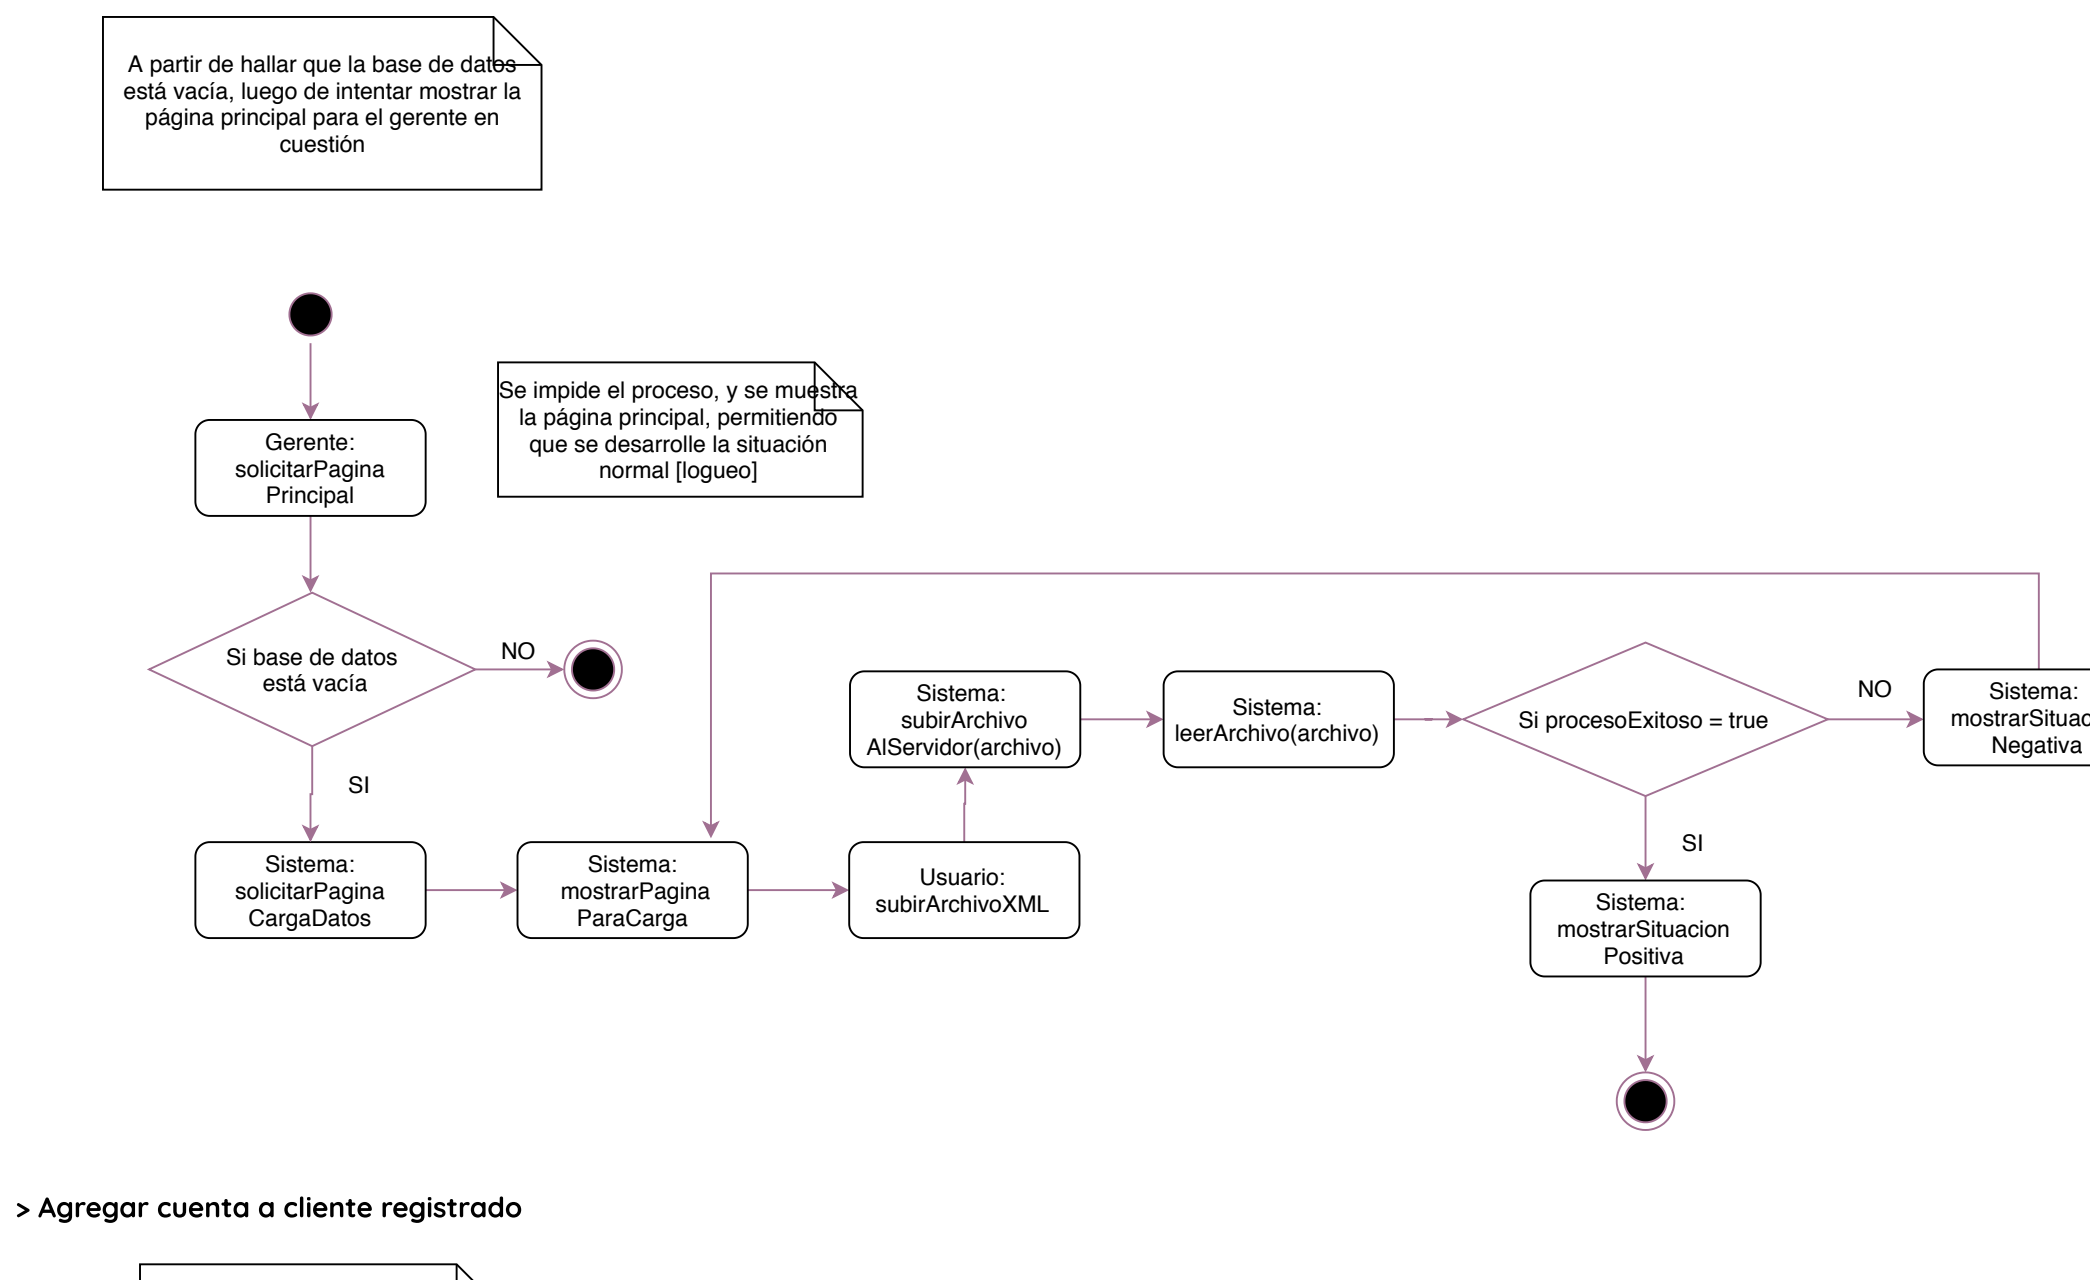 A partir de hallar que la base de datos
está vacía, luego de intentar mostrar la
página principal para el gerente en
cuestión
Se impide el proceso, y se muestra
la página principal, permitiendo
que se desarrolle la situación
normal [logueo]
Gerente:
solicitarPagina
Principal
Si base de datos
está vacía
NO
SI
Sistema:
solicitarPagina
CargaDatos
Sistema:
mostrarPagina
ParaCarga
Usuario:
subirArchivoXML
Sistema:
subirArchivo
AlServidor(archivo)
Sistema:
leerArchivo(archivo)
Si procesoExitoso = true
NO
Sistema:
Negativa
SI
Sistema:
mostrarSituacion
Positiva
> Agregar cuenta a cliente registrado